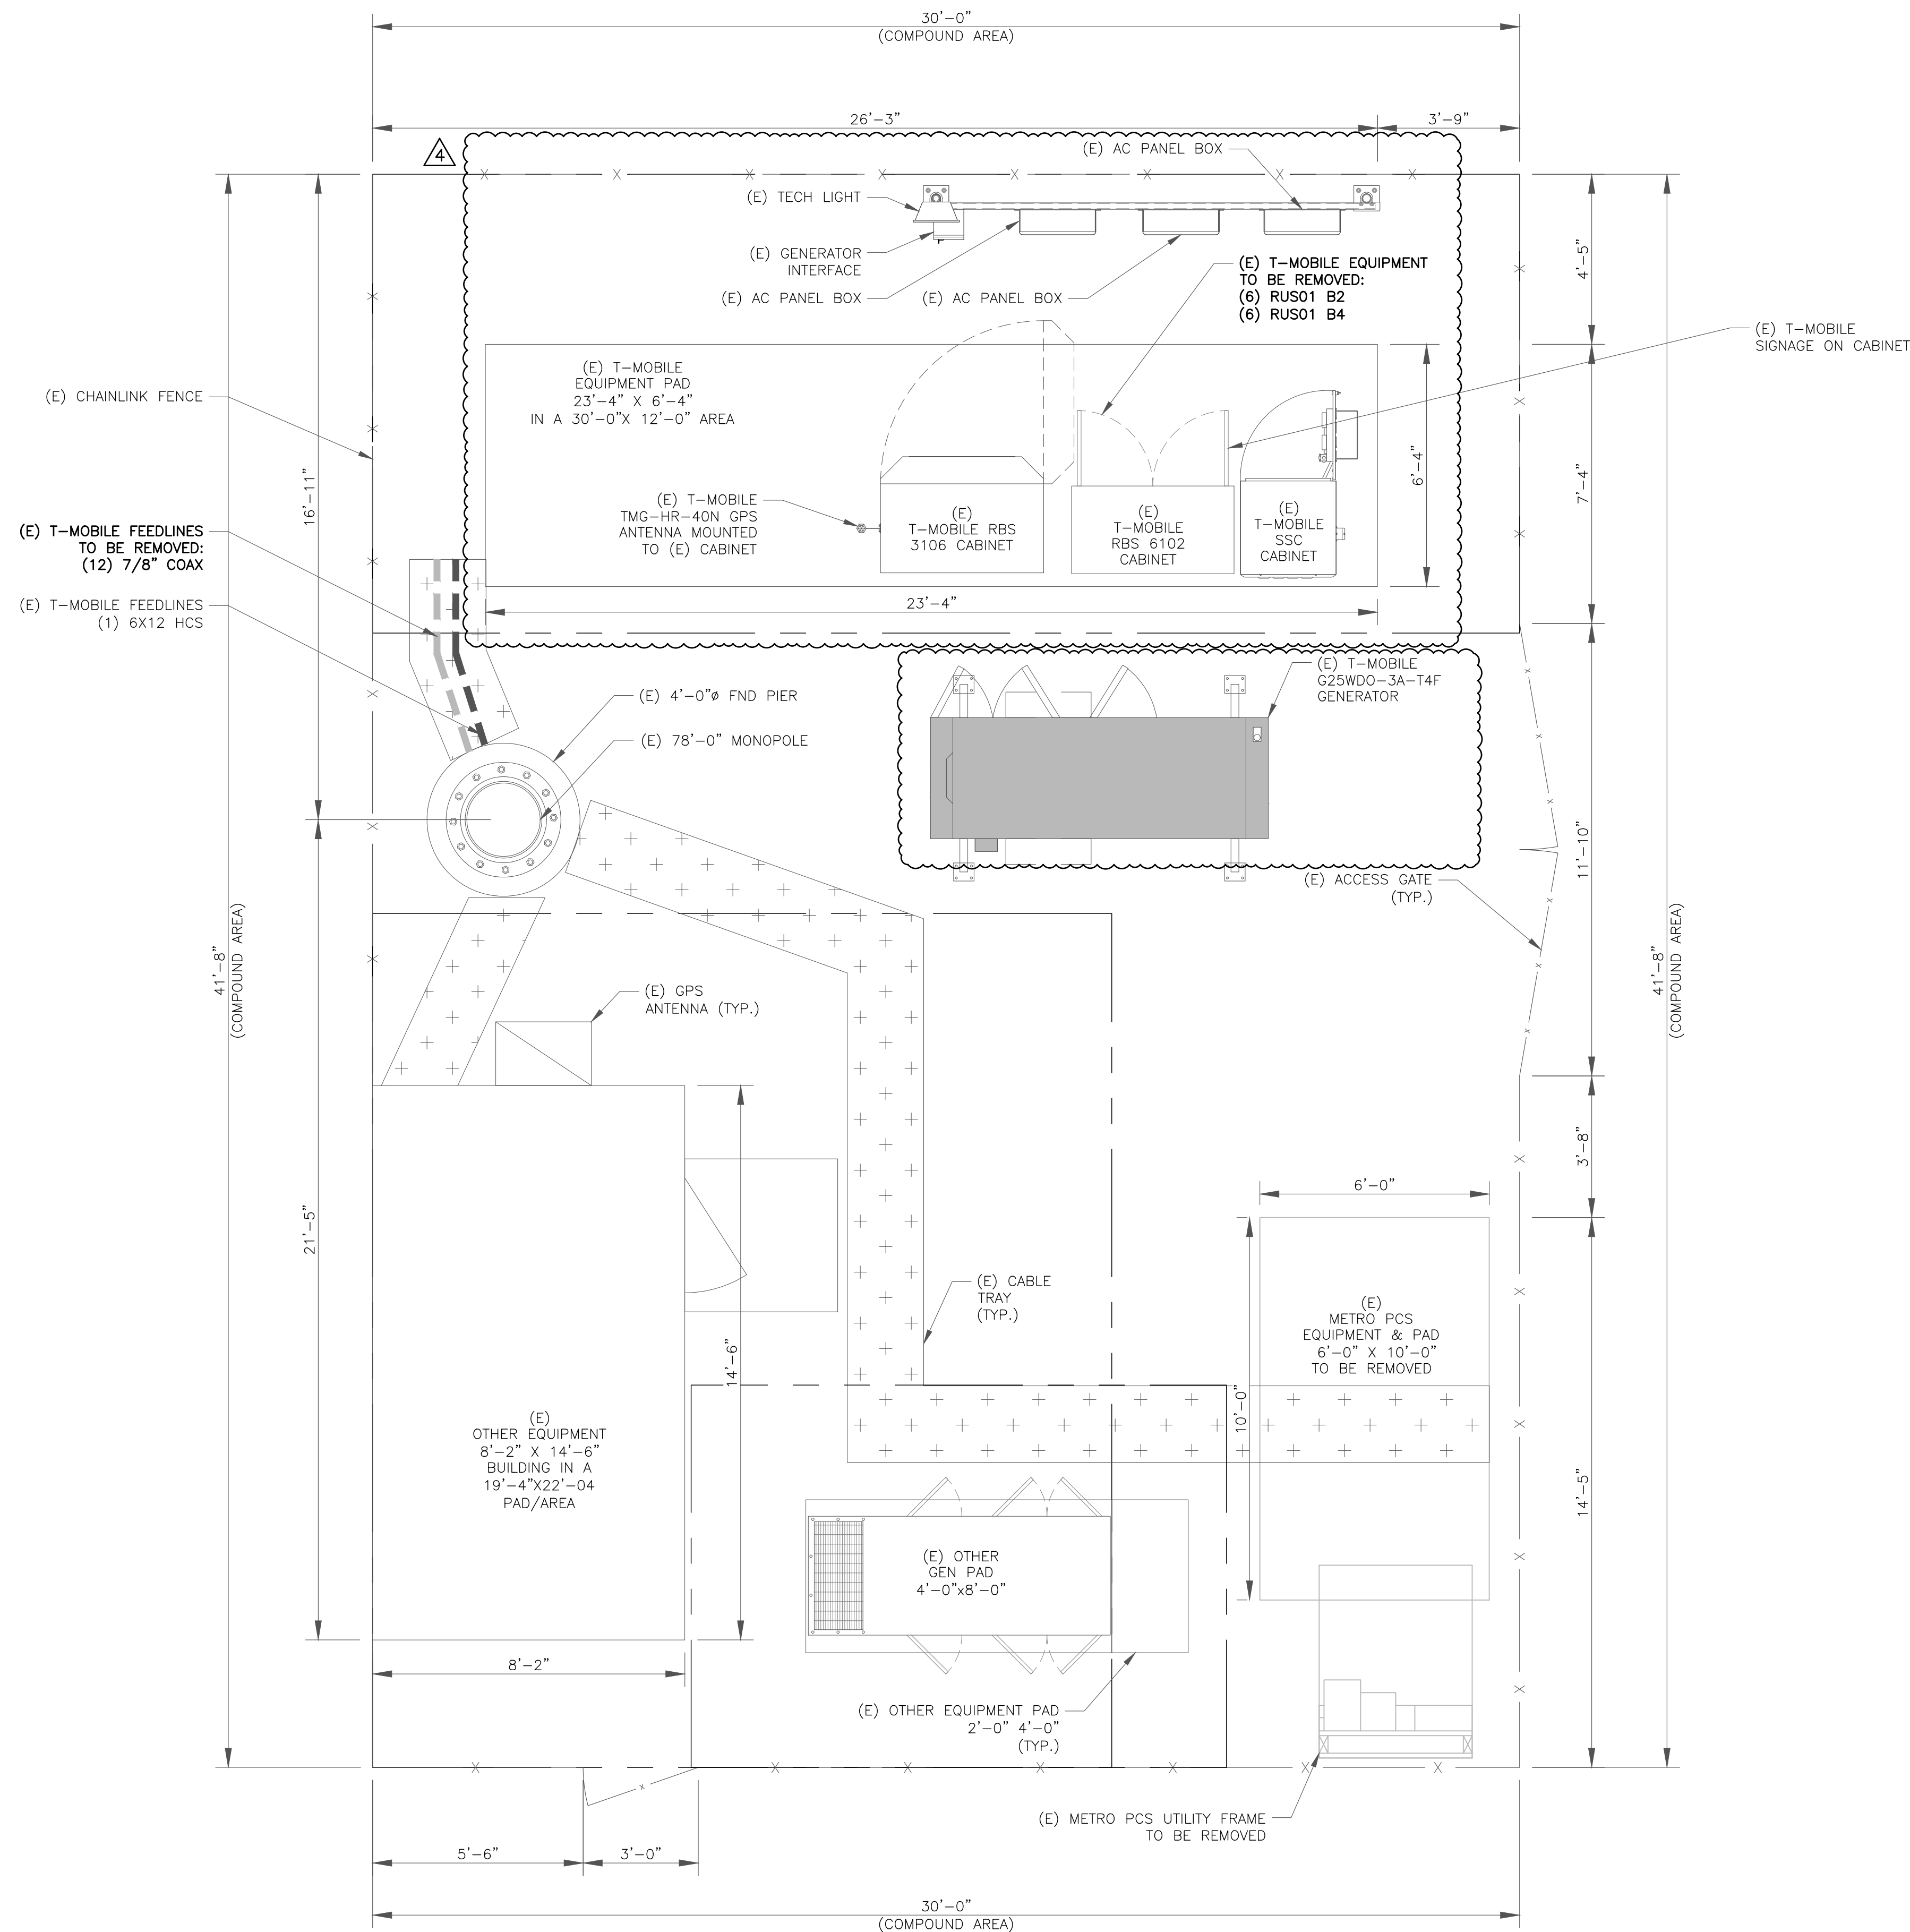 30'-0"
(COMPOUND AREA)
26'-3"
3'-9"
4
(E) AC PANEL BOX
(E) TECH LIGHT
(E) GENERATOR
INTERFACE
(E) AC PANEL BOX
(E) AC PANEL BOX
(E) T-MOBILE EQUIPMENT
TO BE REMOVED:
(6) RUS01 B2
(6) RUS01 B4
4'-5"
(E) T-MOBILE
SIGNAGE ON CABINET
(E) CHAINLINK FENCE
(E) T-MOBILE
EQUIPMENT PAD
23'-4" X 6'-4"
IN A 30'-0"X 12'-0" AREA
16'-11"
6'-4"
7'-4"
(E) T-MOBILE
TMG-HR-40N GPS
ANTENNA MOUNTED
TO (E) CABINET
(E)
T-MOBILE RBS
3106 CABINET
(E)
T-MOBILE
RBS 6102
CABINET
(E)
T-MOBILE
SSC
CABINET
(E) T-MOBILE FEEDLINES
TO BE REMOVED:
(12) 7/8" COAX
(E) T-MOBILE FEEDLINES
(1) 6X12 HCS
23'-4"
(E) 4'-0"ø FND PIER
(E) 78'-0" MONOPOLE
(E) T-MOBILE
G25WDO-3A-T4F
GENERATOR
11'-10"
(E) ACCESS GATE
(TYP.)
41'-8"
(COMPOUND AREA)
41'-8"
(COMPOUND AREA)
(E) GPS
ANTENNA (TYP.)
3'-8"
6'-0"
21'-5"
(E) CABLE
TRAY
(TYP.)
(E)
METRO PCS
EQUIPMENT & PAD
6'-0" X 10'-0"
TO BE REMOVED
14'-6"
10'-0"
(E)
OTHER EQUIPMENT
8'-2" X 14'-6"
BUILDING IN A
19'-4"X22'-04
PAD/AREA
14'-5"
(E) OTHER
GEN PAD
4'-0"x8'-0"
8'-2"
(E) OTHER EQUIPMENT PAD
2'-0" 4'-0"
(TYP.)
(E) METRO PCS UTILITY FRAME
TO BE REMOVED
5'-6"
3'-0"
30'-0"
(COMPOUND AREA)